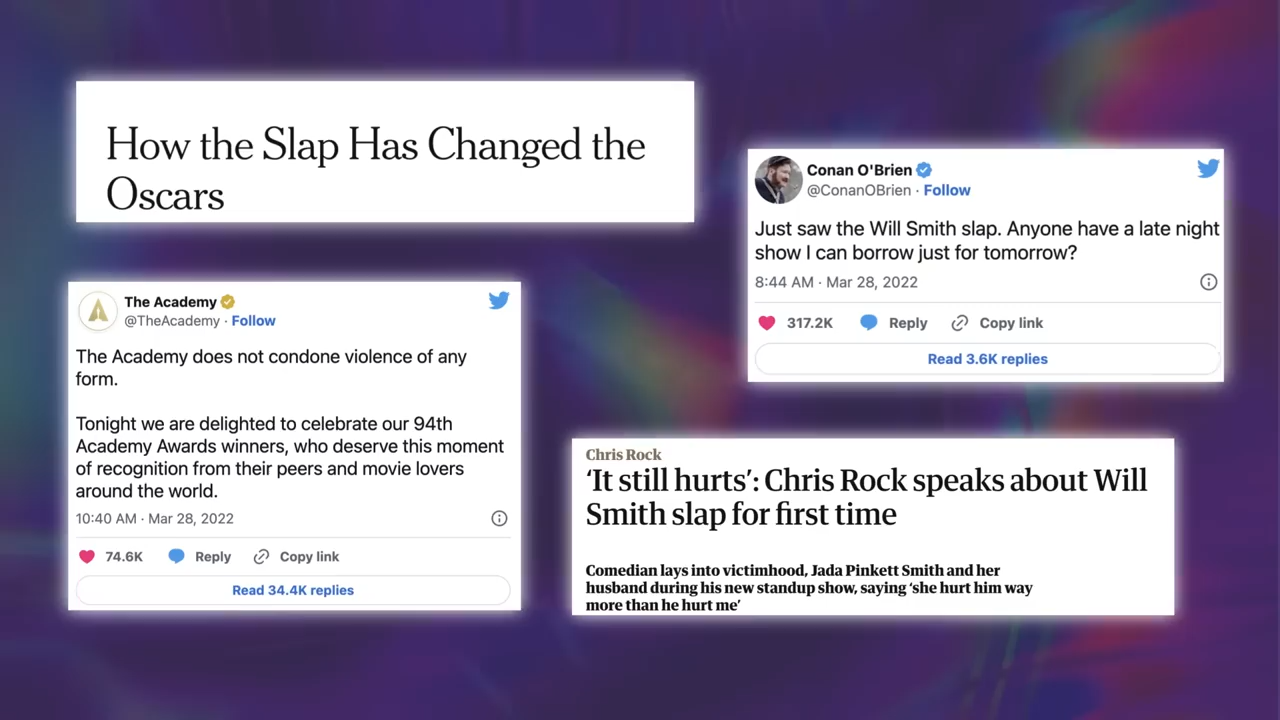 How the Slap Has Changed the
Oscars
Conan O'Brien
@ConanOBrien · Follow
Just saw the Will Smith slap. Anyone have a late night
show I can borrow just for tomorrow?
8:44 AM · Mar 28, 2022
317.2K Reply Copy link
Read 3.6K replies
The Academy
@TheAcademy · Follow
The Academy does not condone violence of any
form.
Tonight we are delighted to celebrate our 94th
Academy Awards winners, who deserve this moment
of recognition from their peers and movie lovers
around the world.
10:40 AM · Mar 28, 2022
74.6K Reply Copy link
Read 34.4K replies
Chris Rock
‘It still hurts’: Chris Rock speaks about Will
Smith slap for first time
Comedian lays into victimhood, Jada Pinkett Smith and her
husband during his new standup show, saying ‘she hurt him way
more than he hurt me’